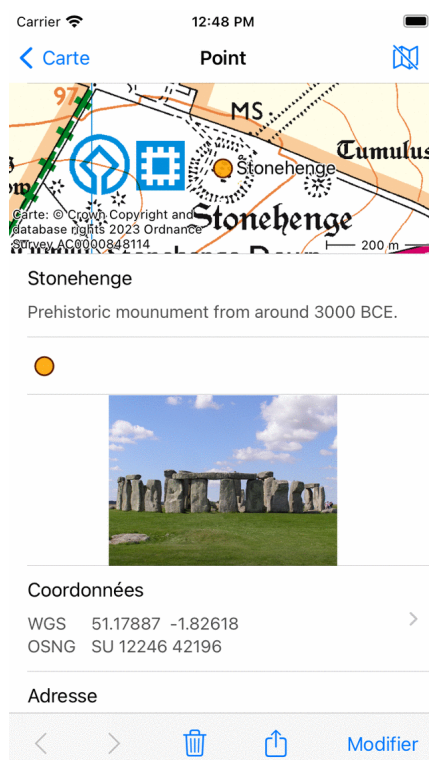 Carrier 12:48 PM
Carte Point
97
MS
Tumulus
Stonehenge
Stonehenge
Carte: © Crown Copyright and
database rights 2023 Ordnance
Survey AC0000848114
200 m
Stonehenge Down
Stonehenge
Prehistoric mounument from around 3000 BCE.
Coordonnées
WGS 51.17887 -1.82618
OSNG SU 12246 42196
Adresse
Modifier